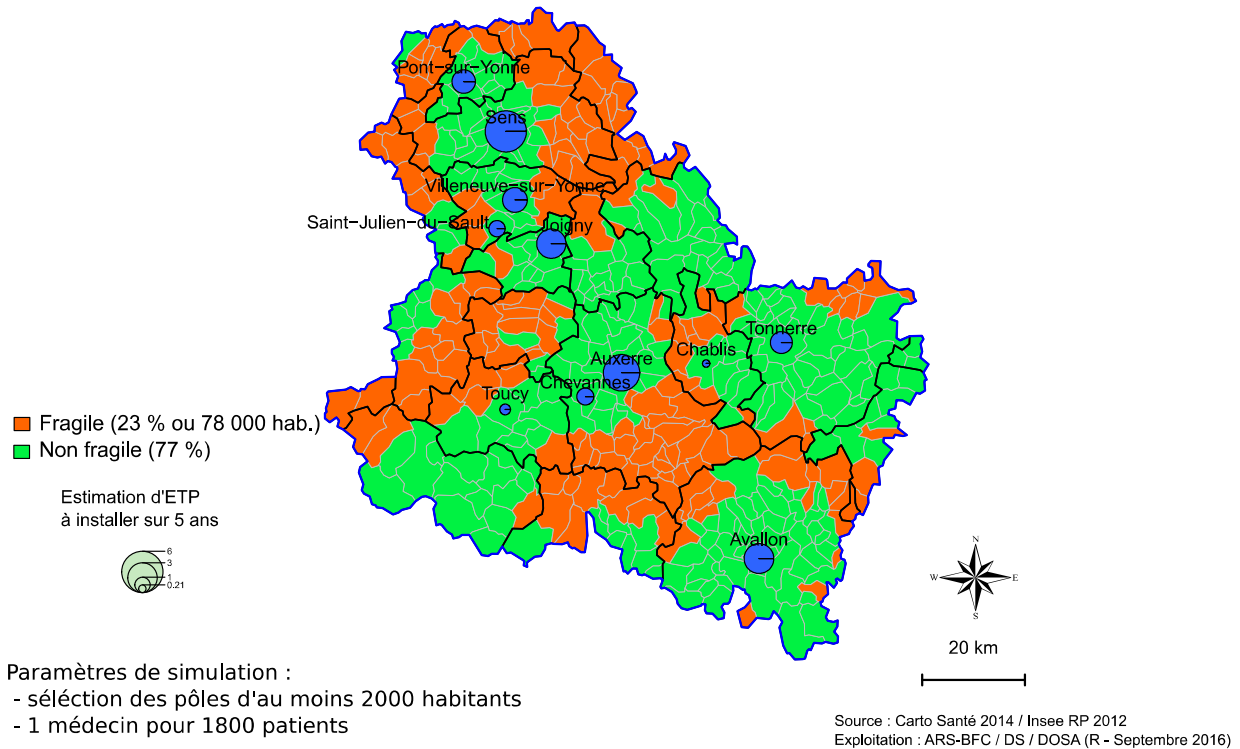 Pont−sur−Yonne
Sens
Villeneuve−sur−Yonne
Saint−Julien−du−Sault
Joigny
Tonnerre
Chablis
Auxerre
Chevannes
Toucy
Avallon
Fragile (23 % ou 78 000 hab.)
Non fragile (77 %)
Estimation d'ETP
à installer sur 5 ans
6
3
1
0.21
N
W
E
S
20 km
Paramètres de simulation :
- séléction des pôles d'au moins 2000 habitants
- 1 médecin pour 1800 patients
Source : Carto Santé 2014 / Insee RP 2012
Exploitation : ARS-BFC / DS / DOSA (R - Septembre 2016)